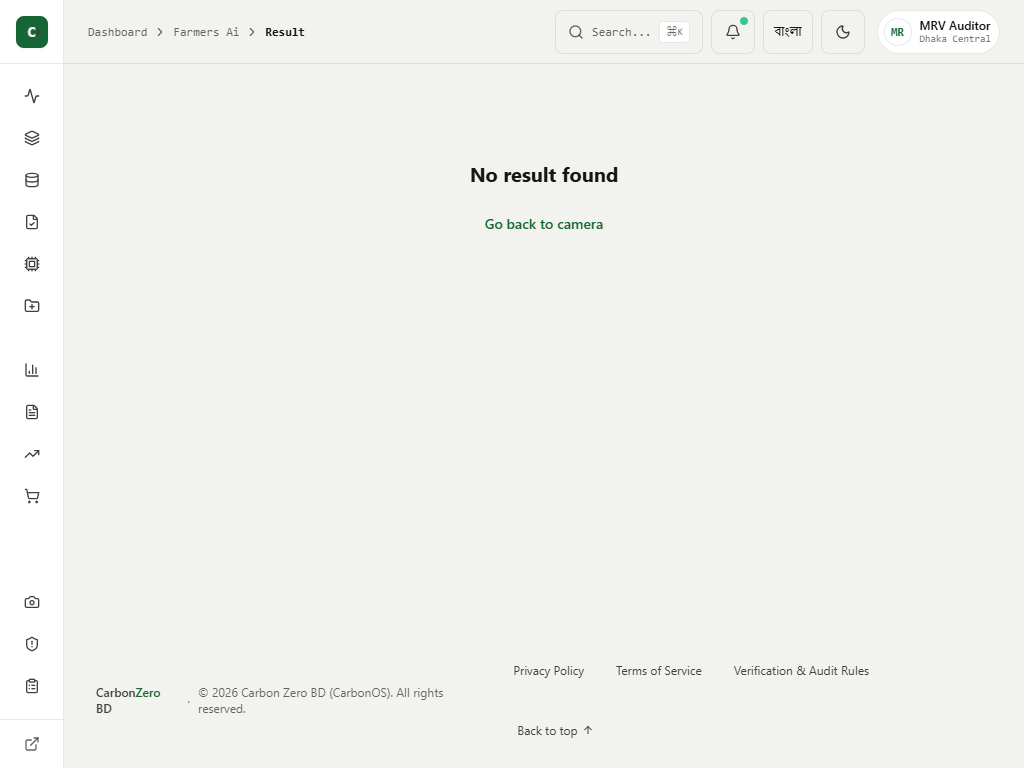 C
Dashboard > Farmers Ai > Result
Search... ⌘K
বাংলা
MR
MRV Auditor
Dhaka Central
No result found
Go back to camera
Privacy Policy
Terms of Service
Verification & Audit Rules
CarbonZero
BD
·
© 2026 Carbon Zero BD (CarbonOS). All rights
reserved.
Back to top ↑